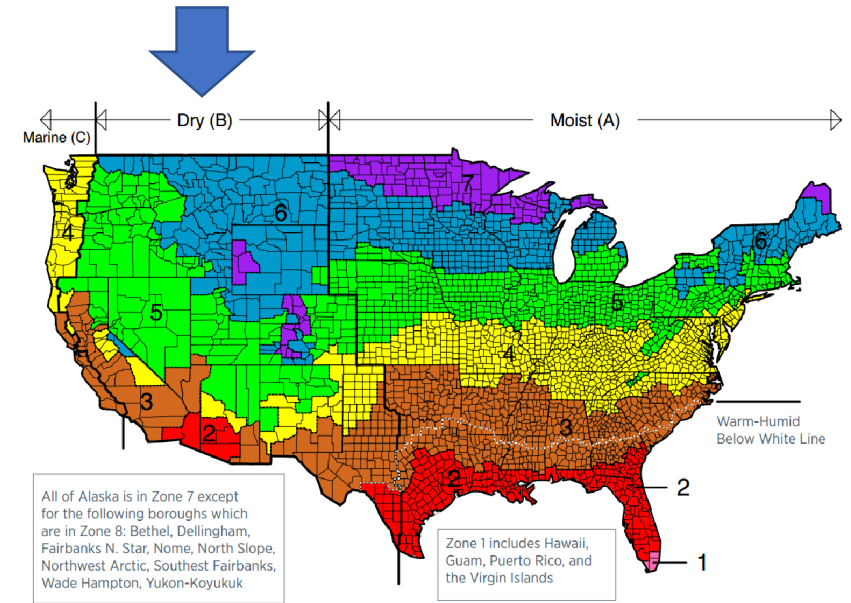 Dry (B)
Moist (A)
Marine (C)
7
6
6
4
5
5
4
3
3
2
2
Warm-Humid
Below White Line
2
1
All of Alaska is in Zone 7 except
for the following boroughs which
are in Zone 8: Bethel, Dellingham,
Fairbanks N. Star, Nome, North Slope,
Northwest Arctic, Southest Fairbanks,
Wade Hampton, Yukon-Koyukuk
Zone 1 includes Hawaii,
Guam, Puerto Rico, and
the Virgin Islands